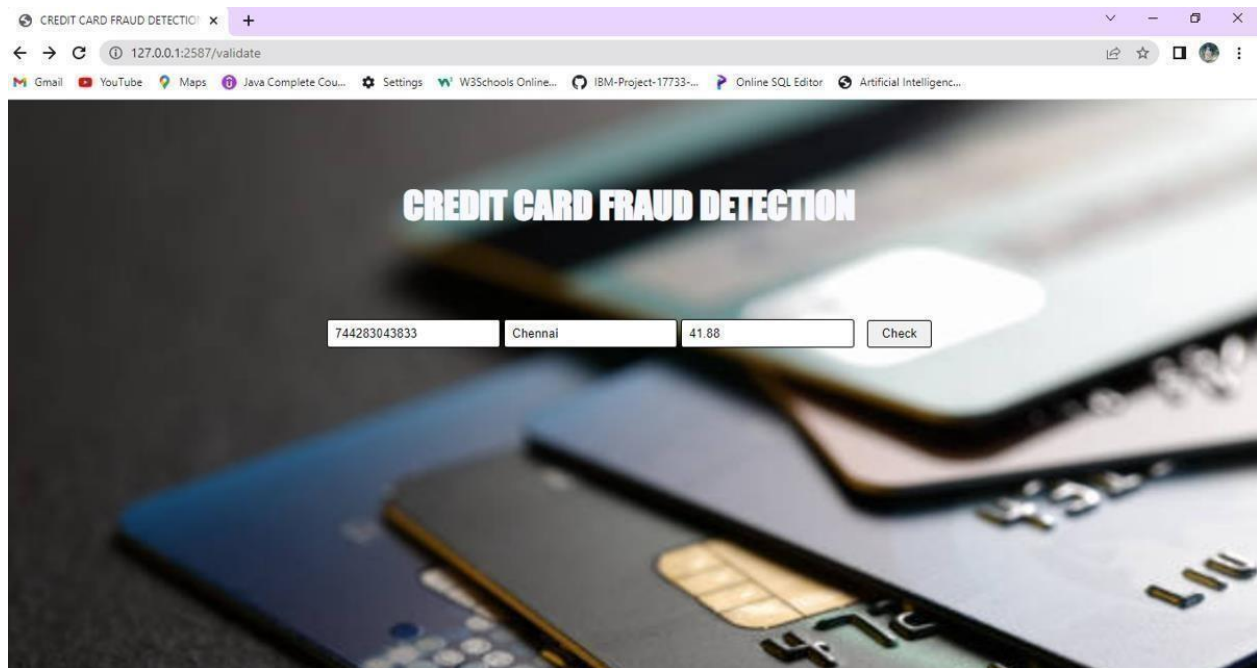 CREDIT CARD FRAUD DETECTION
127.0.0.1:2587/validate
Gmail YouTube Maps Java Complete Cou... Settings W3Schools Online... IBM-Project-17733-... Online SQL Editor Artificial Intelligenc...
CREDIT CARD FRAUD DETECTION
744283043833 Chennai 41.88 Check